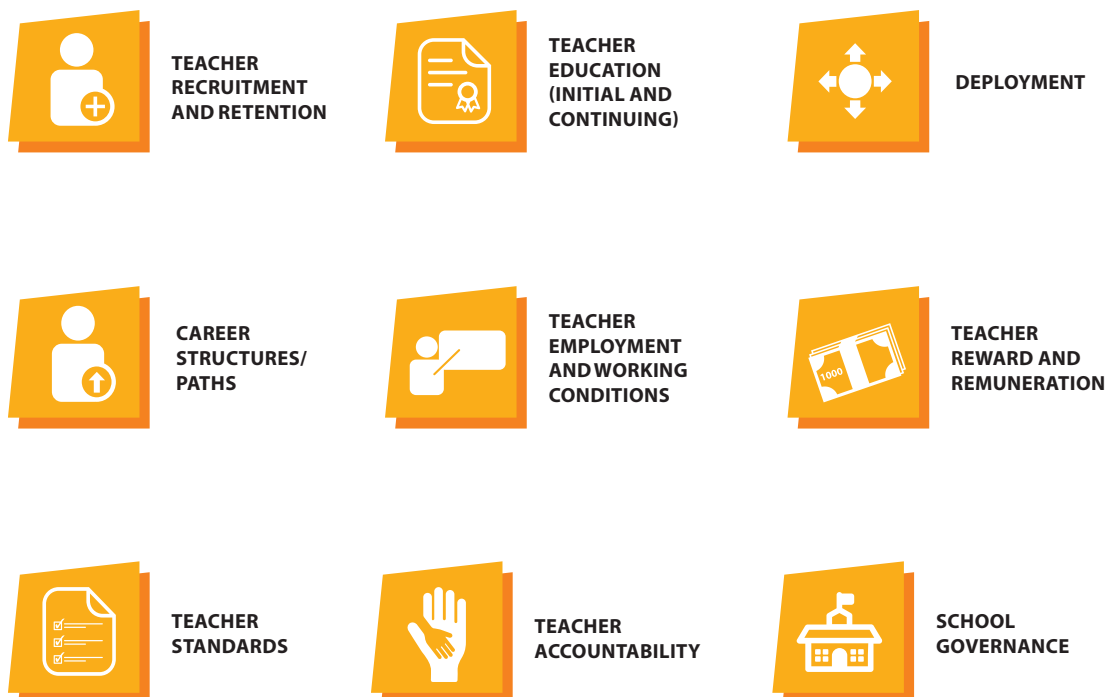 TEACHER
RECRUITMENT
AND RETENTION
TEACHER
EDUCATION
(INITIAL AND
CONTINUING)
DEPLOYMENT
CAREER
STRUCTURES/
PATHS
TEACHER
EMPLOYMENT
AND WORKING
CONDITIONS
1000
TEACHER
REWARD AND
REMUNERATION
TEACHER
STANDARDS
TEACHER
ACCOUNTABILITY
SCHOOL
GOVERNANCE